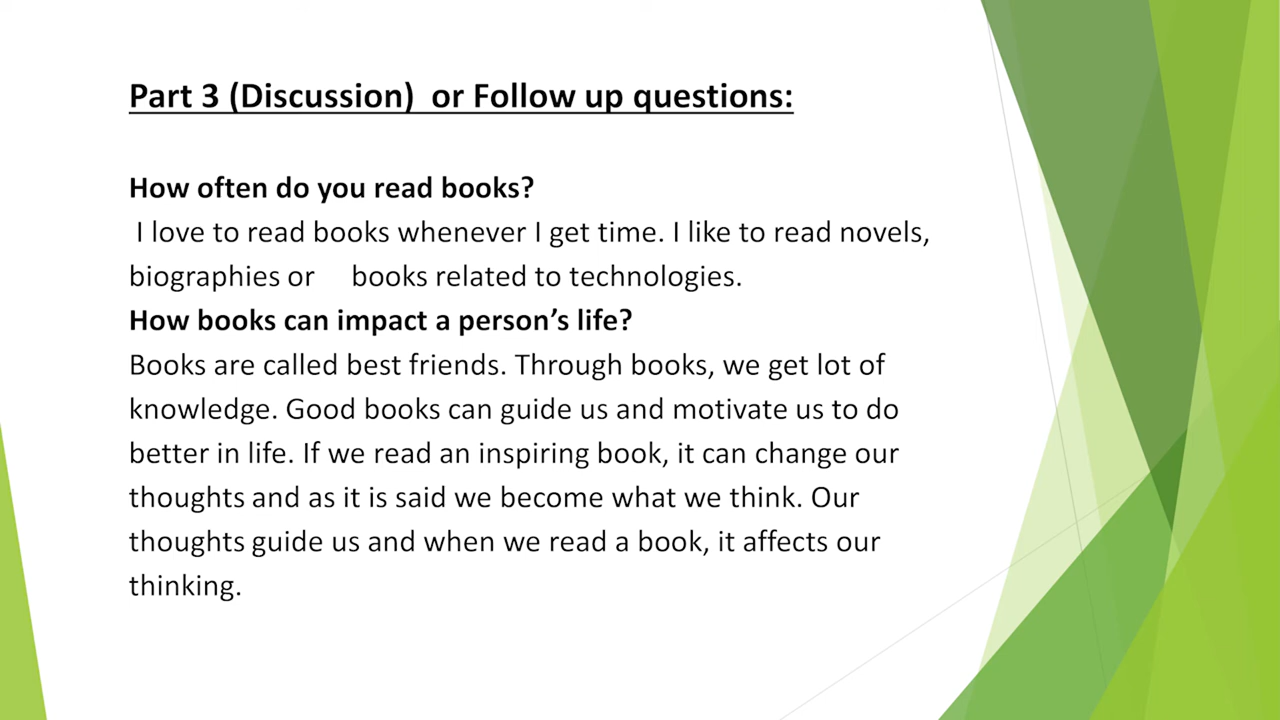 Part 3 (Discussion)  or Follow up questions:
How often do you read books?
I love to read books whenever I get time. I like to read novels,
biographies or    books related to technologies.
How books can impact a person’s life?
Books are called best friends. Through books, we get lot of
knowledge. Good books can guide us and motivate us to do
better in life. If we read an inspiring book, it can change our
thoughts and as it is said we become what we think. Our
thoughts guide us and when we read a book, it affects our
thinking.